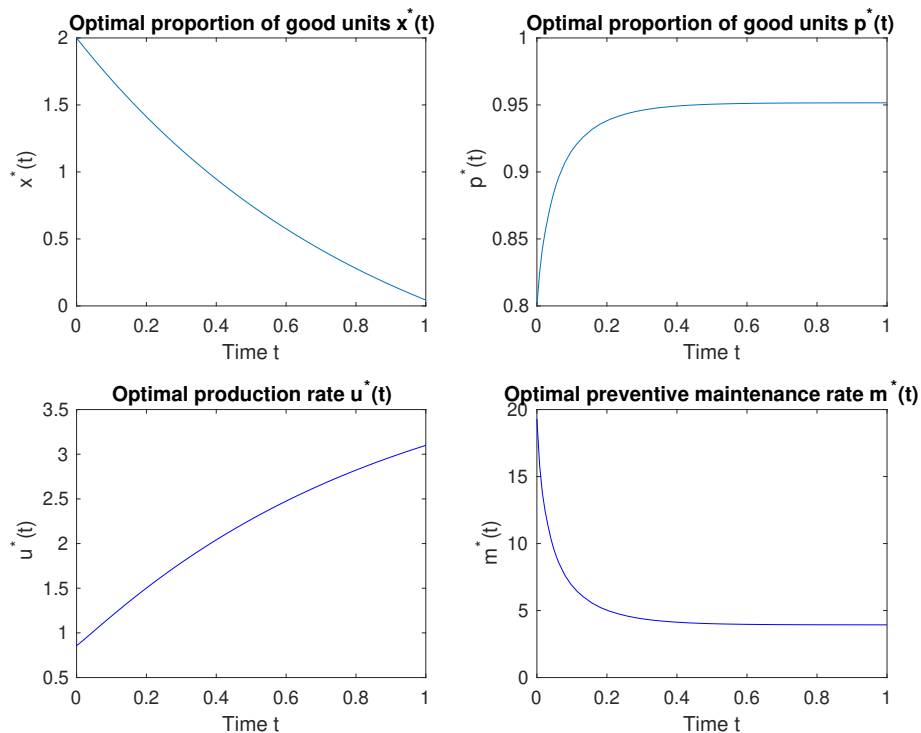 Optimal proportion of good units x*(t)
x*(t)
2
1.5
1
0.5
0
0 0.2 0.4 0.6 0.8 1
Time t
Optimal proportion of good units p*(t)
p*(t)
1
0.95
0.9
0.85
0.8
0 0.2 0.4 0.6 0.8 1
Time t
Optimal production rate u*(t)
u*(t)
3.5
3
2.5
2
1.5
1
0.5
0 0.2 0.4 0.6 0.8 1
Time t
Optimal preventive maintenance rate m*(t)
m*(t)
20
15
10
5
0
0 0.2 0.4 0.6 0.8 1
Time t